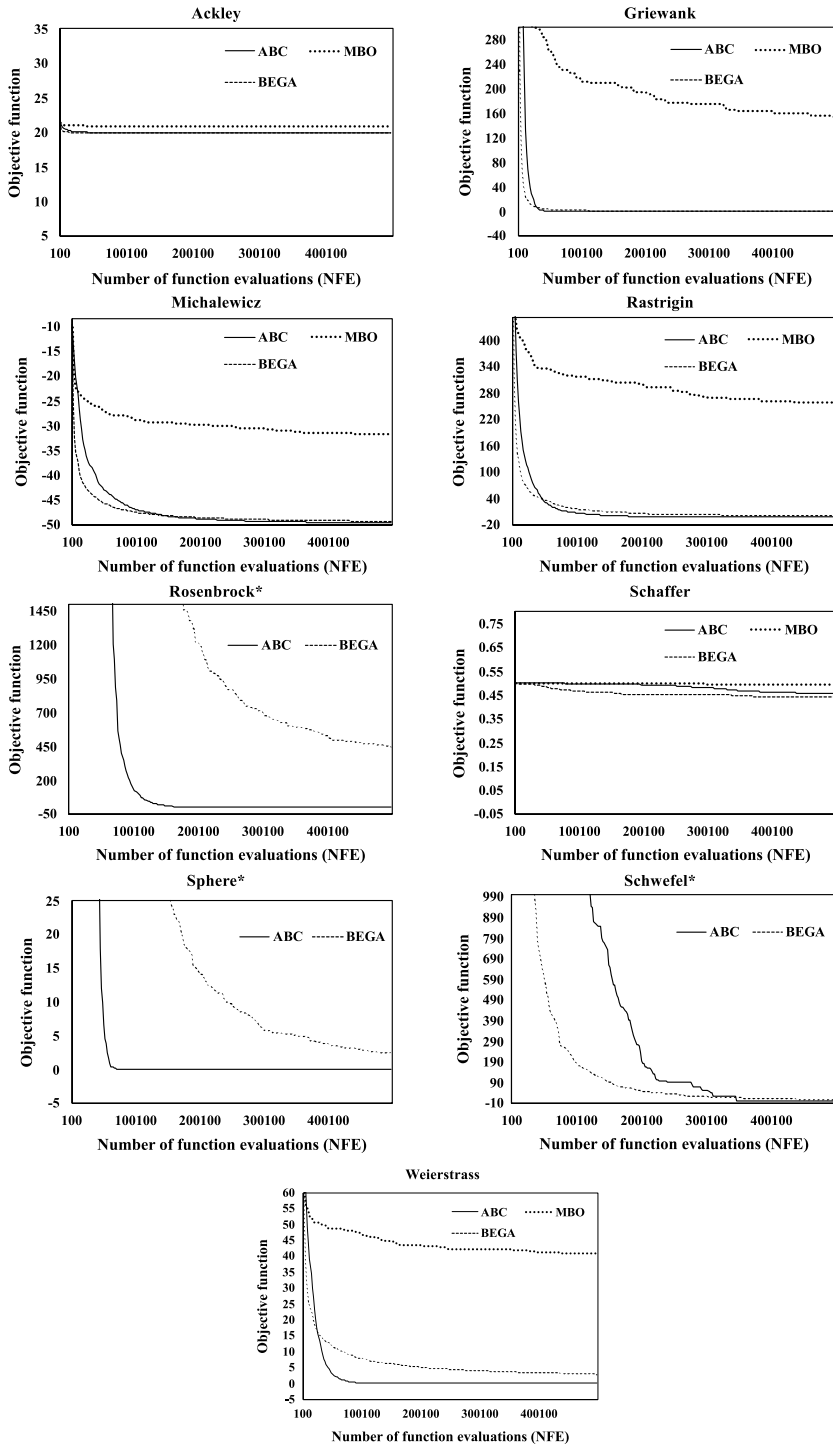 Ackley
Objective function
35
30
25
20
15
10
5
ABC
MBO
BEGA
100
100100
200100
300100
400100
Number of function evaluations (NFE)
Griewank
Objective function
280
240
200
160
120
80
40
0
-40
ABC
MBO
BEGA
100
100100
200100
300100
400100
Number of function evaluations (NFE)
Michalewicz
Objective function
-10
-15
-20
-25
-30
-35
-40
-45
-50
ABC
MBO
BEGA
100
100100
200100
300100
400100
Number of function evaluations (NFE)
Rastrigin
Objective function
400
340
280
220
160
100
40
-20
ABC
MBO
BEGA
100
100100
200100
300100
400100
Number of function evaluations (NFE)
Rosenbrock*
Objective function
1450
1200
950
700
450
200
-50
ABC
BEGA
100
100100
200100
300100
400100
Number of function evaluations (NFE)
Schaffer
Objective function
0.75
0.65
0.55
0.45
0.35
0.25
0.15
0.05
-0.05
ABC
MBO
BEGA
100
100100
200100
300100
400100
Number of function evaluations (NFE)
Sphere*
Objective function
25
20
15
10
5
0
-5
ABC
BEGA
100
100100
200100
300100
400100
Number of function evaluations (NFE)
Schwefel*
Objective function
990
890
790
690
590
490
390
290
190
90
-10
ABC
BEGA
100
100100
200100
300100
400100
Number of function evaluations (NFE)
Weierstrass
Objective function
60
55
50
45
40
35
30
25
20
15
10
5
0
-5
ABC
MBO
BEGA
100
100100
200100
300100
400100
Number of function evaluations (NFE)